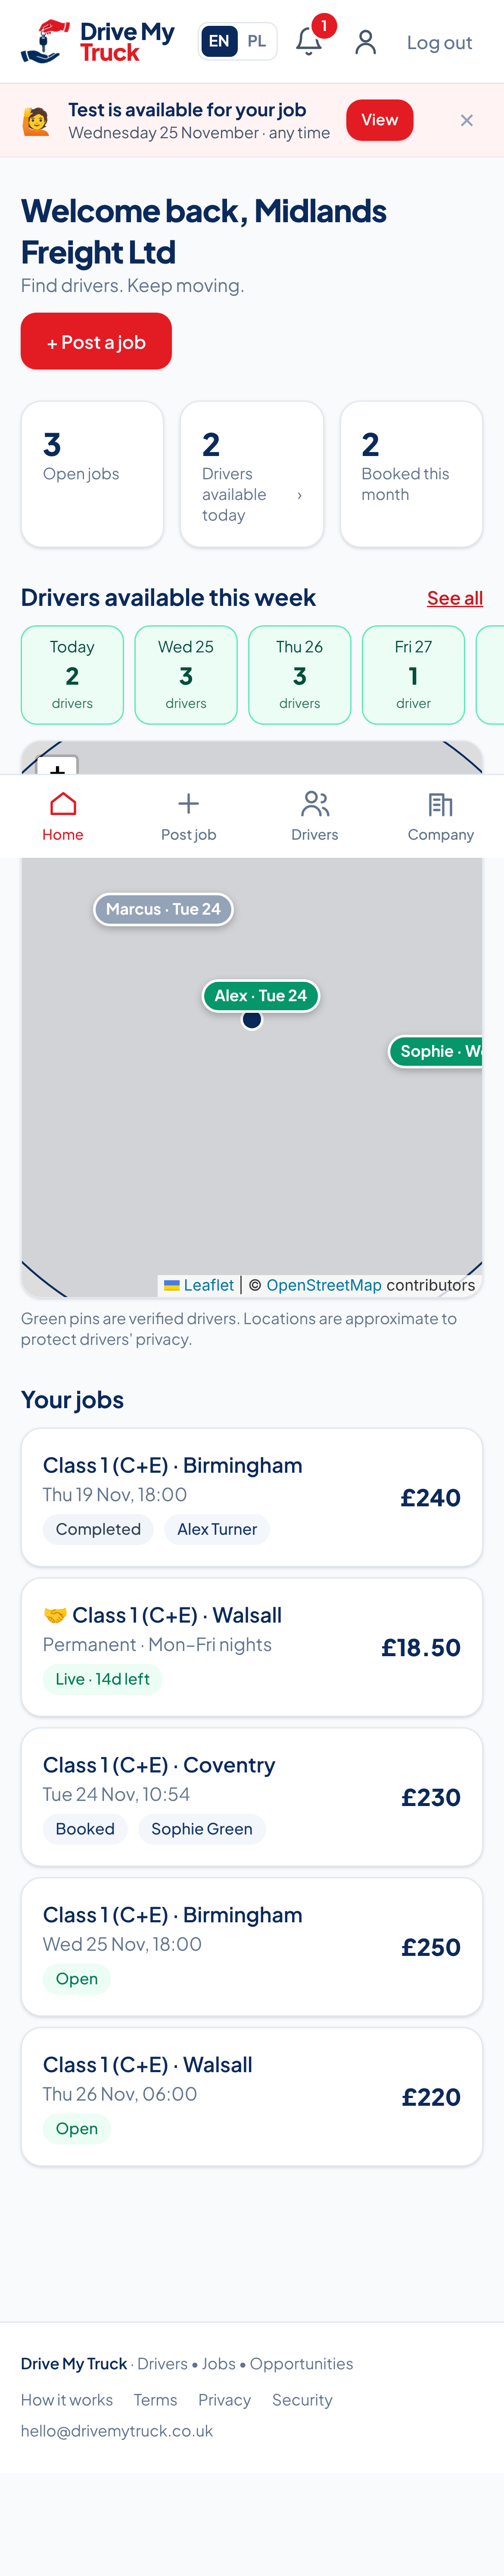 Drive My
Truck
EN PL
1
Log out
Test is available for your job
Wednesday 25 November · any time
View
Welcome back, Midlands
Freight Ltd
Find drivers. Keep moving.
+ Post a job
3
Open jobs
2
Drivers
available
today
2
Booked this
month
Drivers available this week
See all
Today
2
drivers
Wed 25
3
drivers
Thu 26
3
drivers
Fri 27
1
driver
+
Home
Post job
Drivers
Company
Marcus · Tue 24
Alex · Tue 24
Sophie ·
Leaflet | © OpenStreetMap contributors
Green pins are verified drivers. Locations are approximate to
protect drivers' privacy.
Your jobs
Class 1 (C+E) · Birmingham
Thu 19 Nov, 18:00
£240
Completed
Alex Turner
🤝 Class 1 (C+E) · Walsall
Permanent · Mon–Fri nights
£18.50
Live · 14d left
Class 1 (C+E) · Coventry
Tue 24 Nov, 10:54
£230
Booked
Sophie Green
Class 1 (C+E) · Birmingham
Wed 25 Nov, 18:00
£250
Open
Class 1 (C+E) · Walsall
Thu 26 Nov, 06:00
£220
Open
Drive My Truck · Drivers • Jobs • Opportunities
How it works Terms Privacy Security
hello@drivemytruck.co.uk